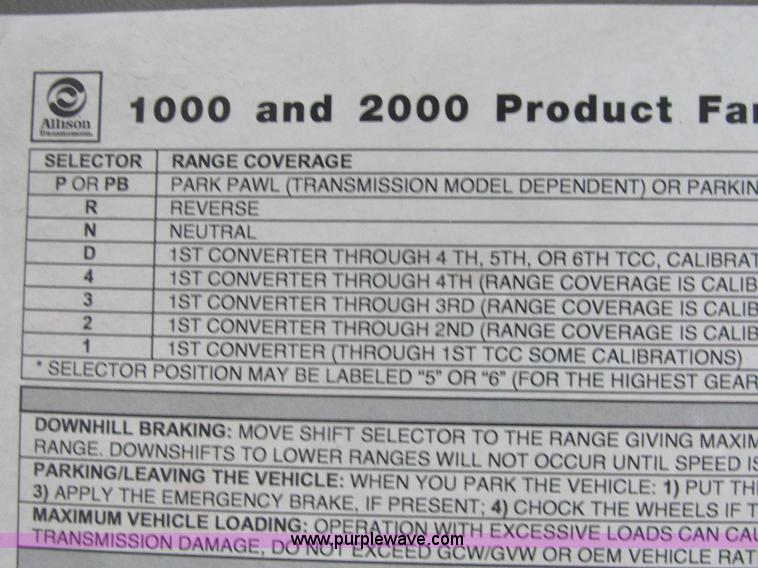 Allison
TRANSMISSION
1000 and 2000 Product Fa
SELECTOR RANGE COVERAGE
P OR PB PARK PAWL (TRANSMISSION MODEL DEPENDENT) OR PARKIN
R REVERSE
N NEUTRAL
D 1ST CONVERTER THROUGH 4 TH, 5TH, OR 6TH TCC, CALIBRAT
4 1ST CONVERTER THROUGH 4TH (RANGE COVERAGE IS CALIB
3 1ST CONVERTER THROUGH 3RD (RANGE COVERAGE IS CALIB
2 1ST CONVERTER THROUGH 2ND (RANGE COVERAGE IS CALIB
1 1ST CONVERTER (THROUGH 1ST TCC SOME CALIBRATIONS)
* SELECTOR POSITION MAY BE LABELED “5” OR “6” (FOR THE HIGHEST GEAR
DOWNHILL BRAKING: MOVE SHIFT SELECTOR TO THE RANGE GIVING MAXIM
RANGE. DOWNSHIFTS TO LOWER RANGES WILL NOT OCCUR UNTIL SPEED IS
PARKING/LEAVING THE VEHICLE: WHEN YOU PARK THE VEHICLE: 1) PUT TH
3) APPLY THE EMERGENCY BRAKE, IF PRESENT; 4) CHOCK THE WHEELS IF T
MAXIMUM VEHICLE LOADING: OPERATION WITH EXCESSIVE LOADS CAN CAU
TRANSMISSION DAMAGE, DO NOT EXCEED GCW/GVW OR OEM VEHICLE RAT
www.purplewave.com